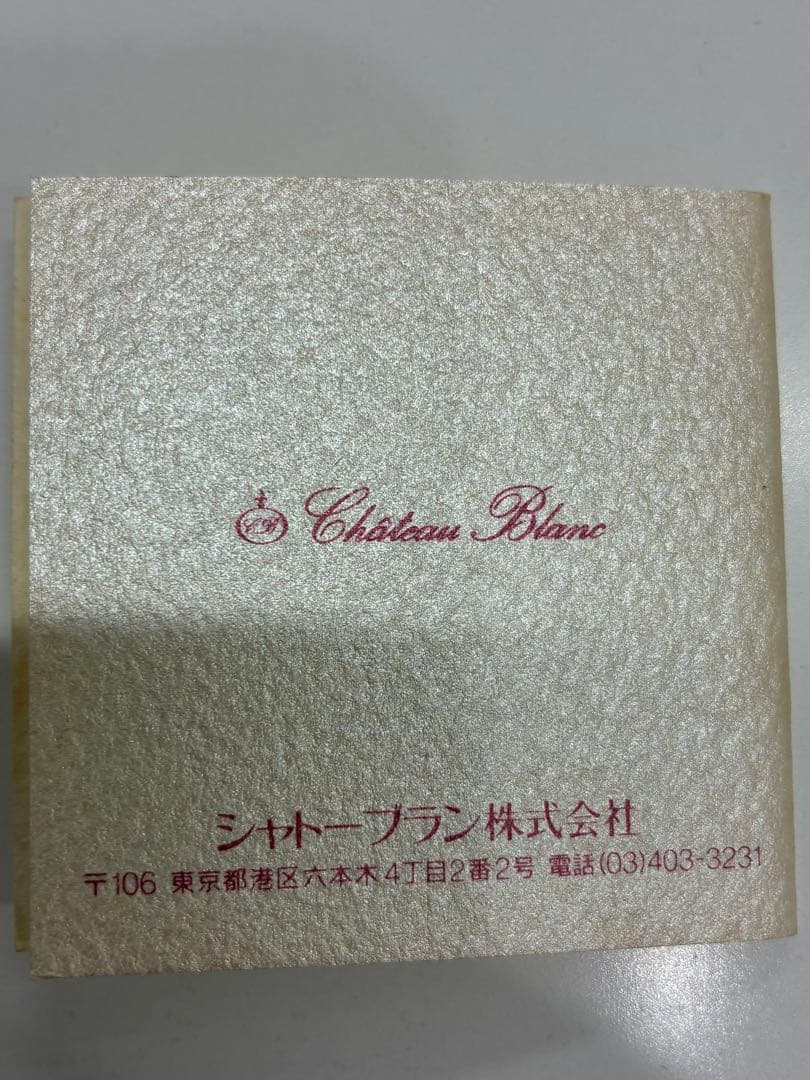 Château Blanc
シャトーブラン株式会社
〒106 東京都港区六本木4丁目2番2号 電話(03)403-3231